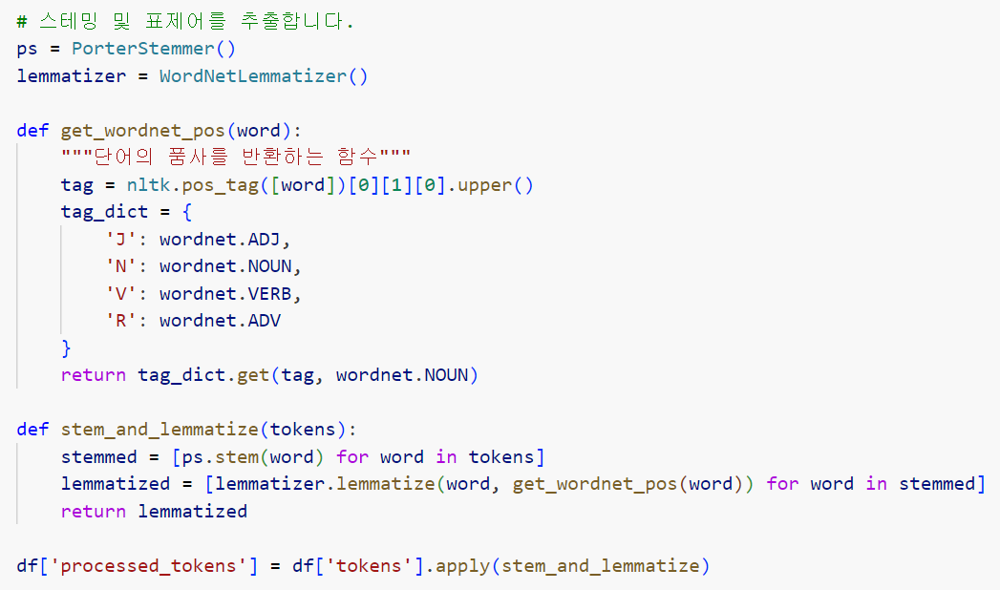 # 스테밍 및 표제어를 추출합니다.
ps = PorterStemmer()
lemmatizer = WordNetLemmatizer()

def get_wordnet_pos(word):
    """단어의 품사를 반환하는 함수"""
    tag = nltk.pos_tag([word])[0][1][0].upper()
    tag_dict = {
        'J': wordnet.ADJ,
        'N': wordnet.NOUN,
        'V': wordnet.VERB,
        'R': wordnet.ADV
    }
    return tag_dict.get(tag, wordnet.NOUN)

def stem_and_lemmatize(tokens):
    stemmed = [ps.stem(word) for word in tokens]
    lemmatized = [lemmatizer.lemmatize(word, get_wordnet_pos(word)) for word in stemmed]
    return lemmatized

df['processed_tokens'] = df['tokens'].apply(stem_and_lemmatize)